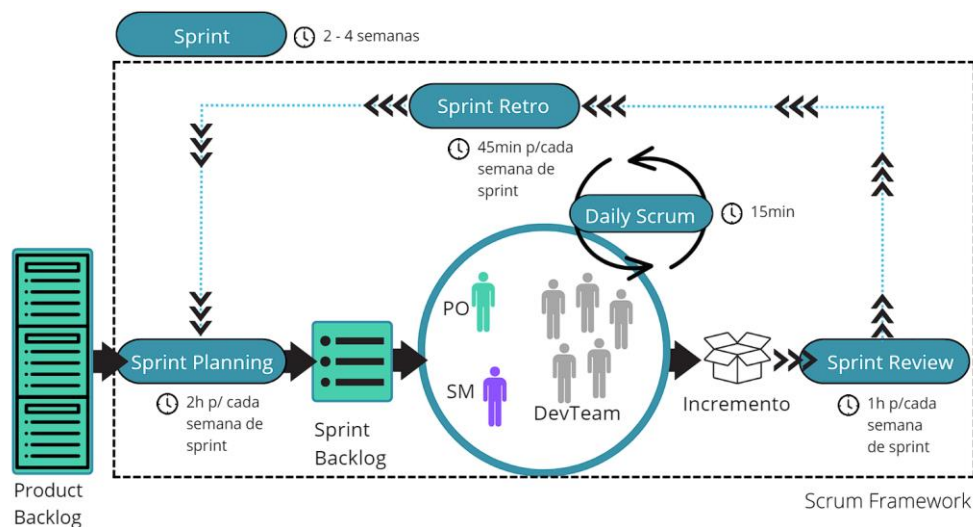 Sprint
2 - 4 semanas
Sprint Retro
45min p/cada
semana de
sprint
Daily Scrum
15min
PO
SM
DevTeam
Sprint Planning
2h p/ cada
semana de
sprint
Sprint
Backlog
Incremento
Sprint Review
1h p/cada
semana
de sprint
Product
Backlog
Scrum Framework